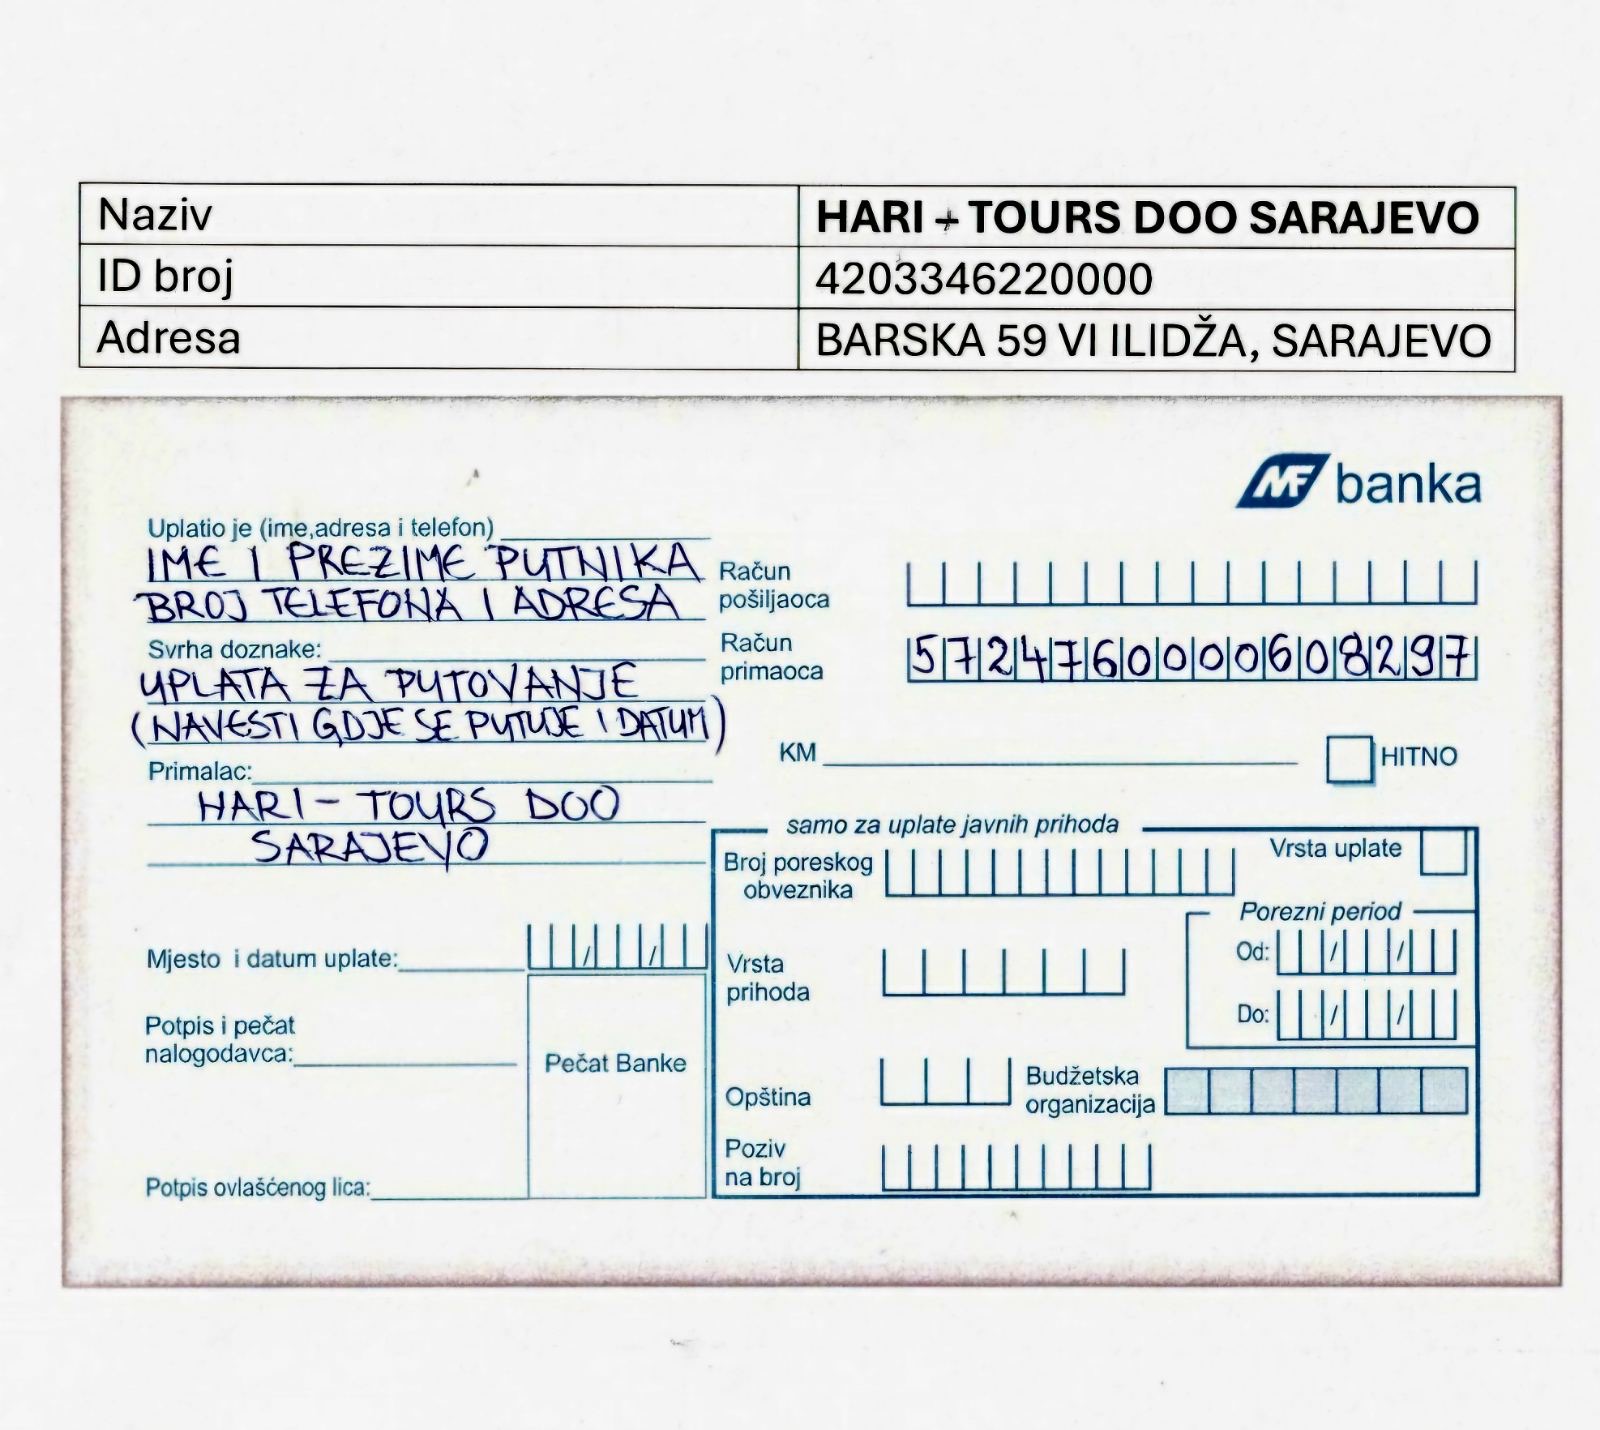 Naziv HARI + TOURS DOO SARAJEVO
ID broj 4203346220000
Adresa BARSKA 59 VI ILIDŽA, SARAJEVO
MF banka
Uplatio je (ime,adresa i telefon)
IME I PREZIME PUTNIKA
BROJ TELEFONA I ADRESA
Račun
pošiljaoca
Svrha doznake:
UPLATA ZA PUTOVANJE
(NAVESTI GDJE SE PUTUJE I DATUM)
Račun
primaoca
5724760000608297
KM
HITNO
Primalac:
HARI - TOURS DOO
SARAJEVO
samo za uplate javnih prihoda
Broj poreskog
obveznika
Vrsta uplate
Porezni period
Od: / /
Do: / /
Mjesto i datum uplate: / /
Vrsta
prihoda
Potpis i pečat
nalogodavca:
Pečat Banke
Opština
Budžetska
organizacija
Poziv
na broj
Potpis ovlašćenog lica: